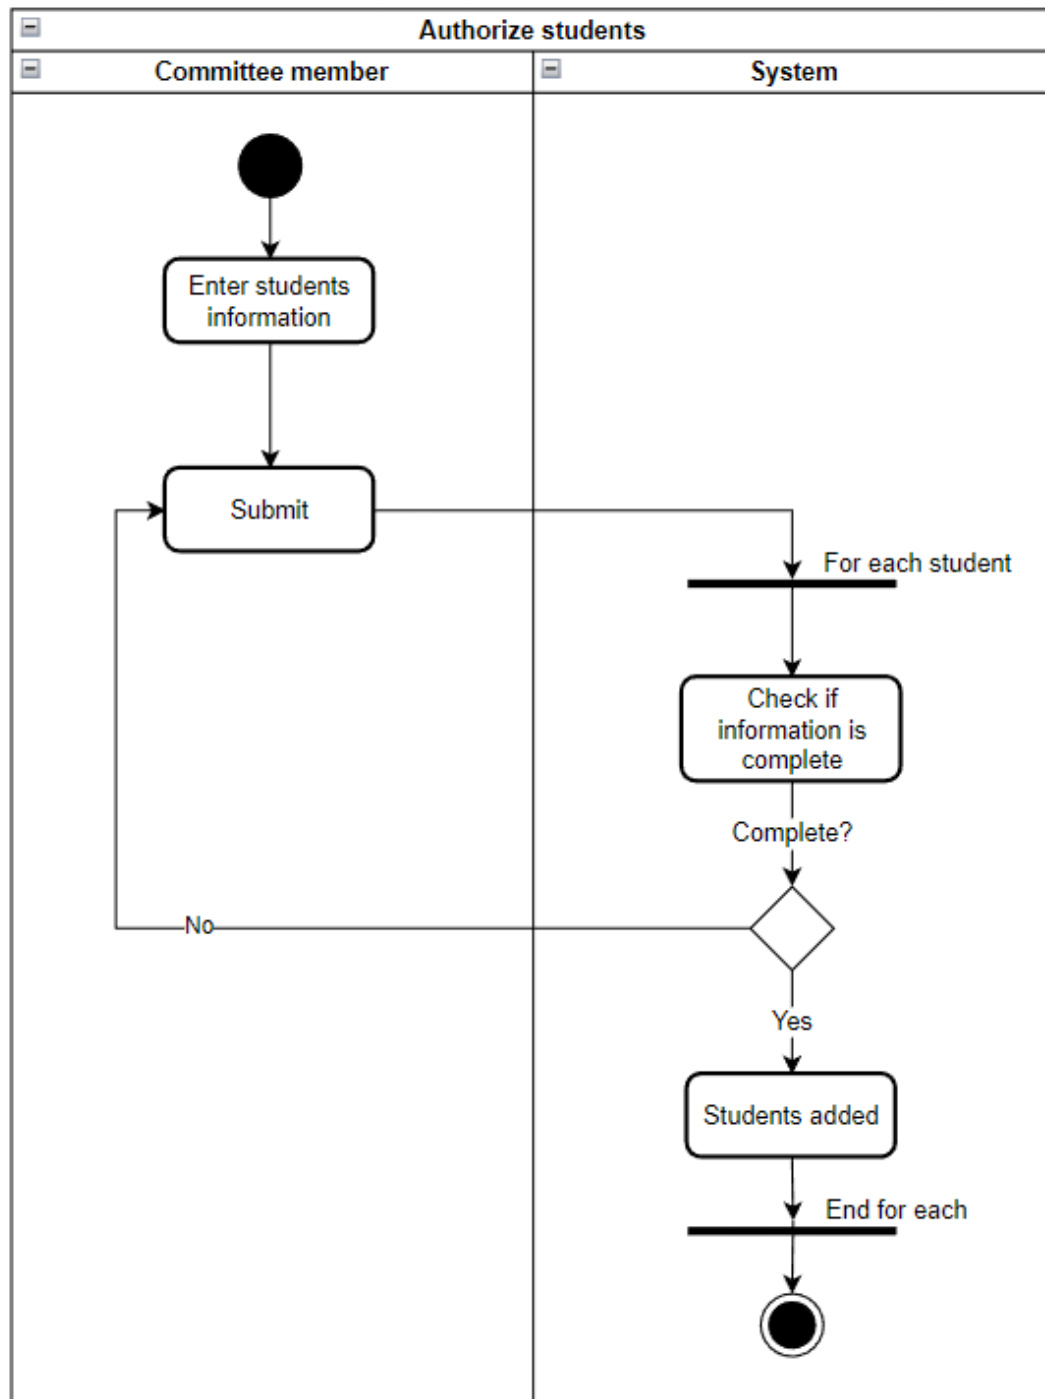 Authorize students
Committee member
System
Enter students
information
Submit
For each student
Check if
information is
complete
Complete?
No
Yes
Students added
End for each